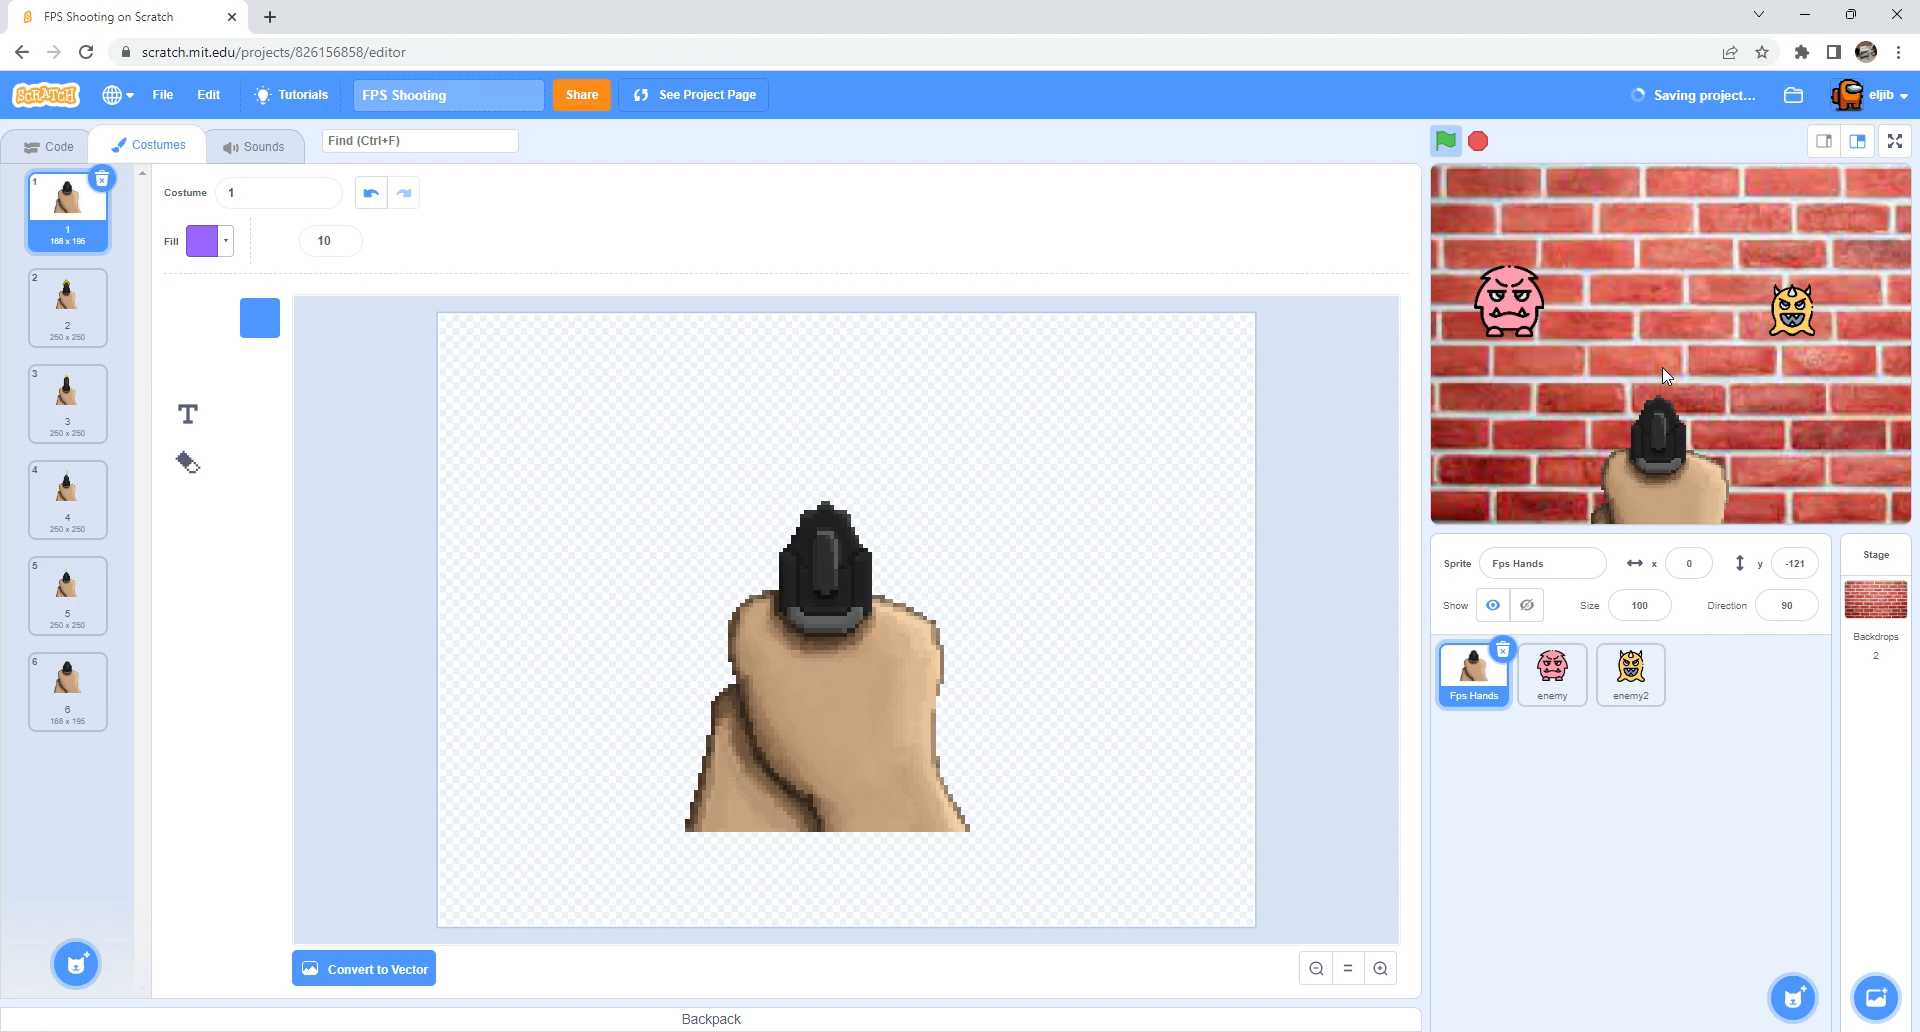 FPS Shooting on Scratch
scratch.mit.edu/projects/826156858/editor
SCRATCH
File
Edit
Tutorials
FPS Shooting
Share
See Project Page
Saving project...
eljib
Code
Costumes
Sounds
Find (Ctrl+F)
1
1
168 x 195
2
2
250 x 250
3
3
250 x 250
4
4
250 x 250
5
5
250 x 250
6
6
168 x 195
Costume
1
Fill
10
T
Convert to Vector
Backpack
Sprite
Fps Hands
x
0
y
-121
Show
Size
100
Direction
90
Fps Hands
enemy
enemy2
Stage
Backdrops
2